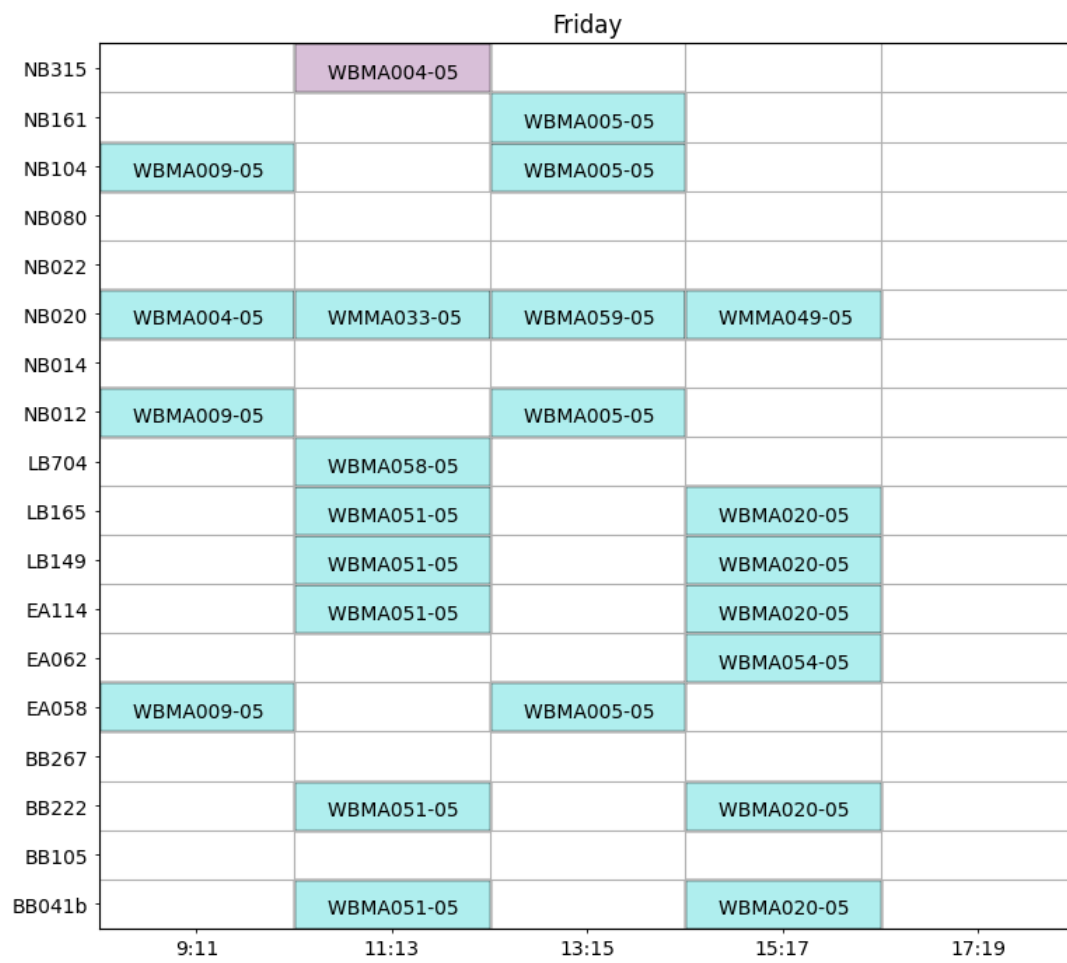 Friday
NB315 WBMA004-05
NB161 WBMA005-05
NB104 WBMA009-05 WBMA005-05
NB080
NB022
NB020 WBMA004-05 WMMA033-05 WBMA059-05 WMMA049-05
NB014
NB012 WBMA009-05 WBMA005-05
LB704 WBMA058-05
LB165 WBMA051-05 WBMA020-05
LB149 WBMA051-05 WBMA020-05
EA114 WBMA051-05 WBMA020-05
EA062 WBMA054-05
EA058 WBMA009-05 WBMA005-05
BB267
BB222 WBMA051-05 WBMA020-05
BB105
BB041b WBMA051-05 WBMA020-05
9:11 11:13 13:15 15:17 17:19